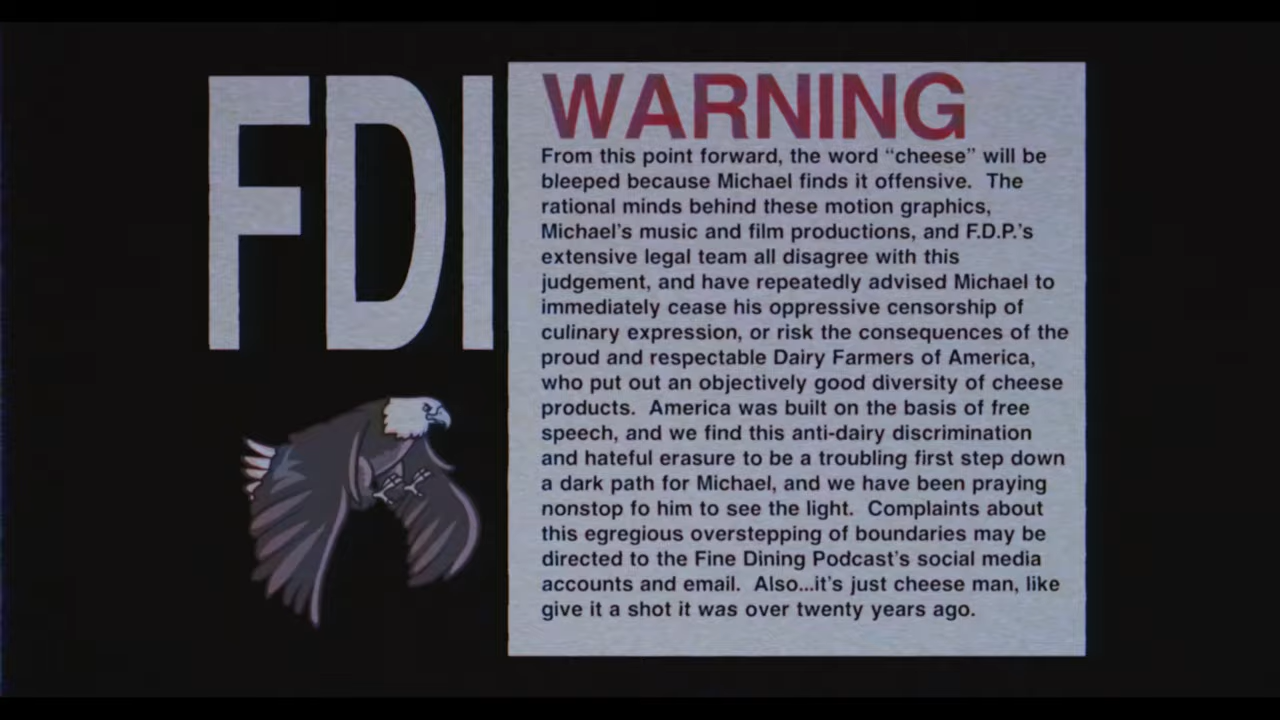 FDI
WARNING
From this point forward, the word “cheese” will be
bleeped because Michael finds it offensive.  The
rational minds behind these motion graphics,
Michael’s music and film productions, and F.D.P.’s
extensive legal team all disagree with this
judgement, and have repeatedly advised Michael to
immediately cease his oppressive censorship of
culinary expression, or risk the consequences of the
proud and respectable Dairy Farmers of America,
who put out an objectively good diversity of cheese
products.  America was built on the basis of free
speech, and we find this anti-dairy discrimination
and hateful erasure to be a troubling first step down
a dark path for Michael, and we have been praying
nonstop fo him to see the light.  Complaints about
this egregious overstepping of boundaries may be
directed to the Fine Dining Podcast’s social media
accounts and email.  Also...it’s just cheese man, like
give it a shot it was over twenty years ago.